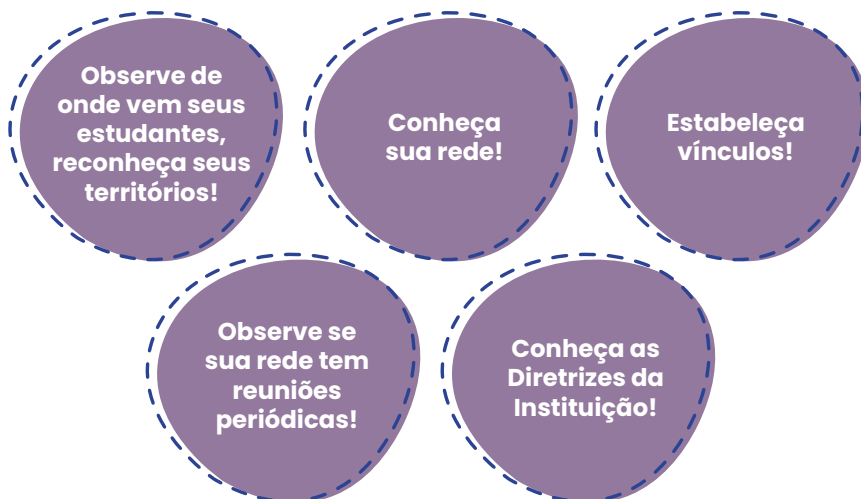 Observe de
onde vem seus
estudantes,
reconheça seus
territórios!
Conheça
sua rede!
Estabeleça
vínculos!
Observe se
sua rede tem
reuniões
periódicas!
Conheça as
Diretrizes da
Instituição!